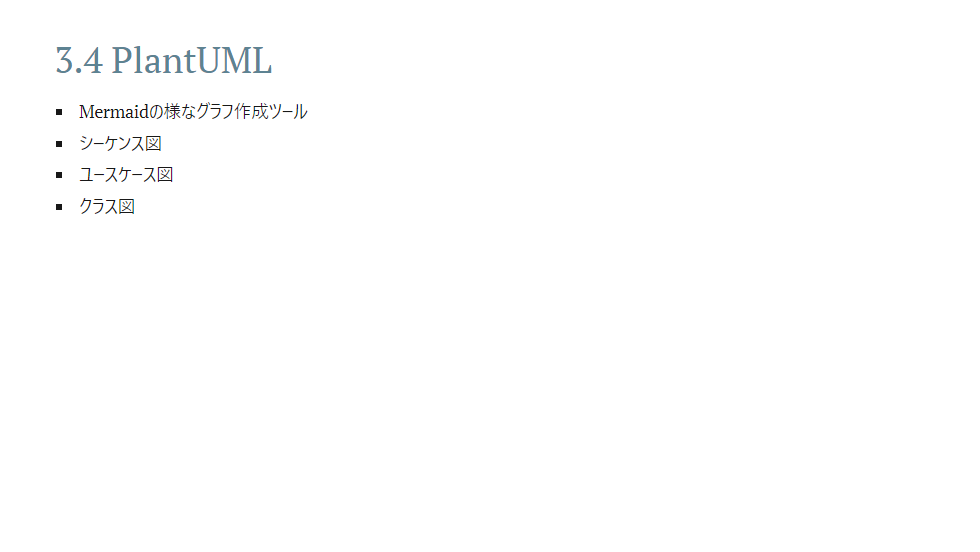 3.4 PlantUML
▪ Mermaidの様なグラフ作成ツール
▪ シーケンス図
▪ ユースケース図
▪ クラス図